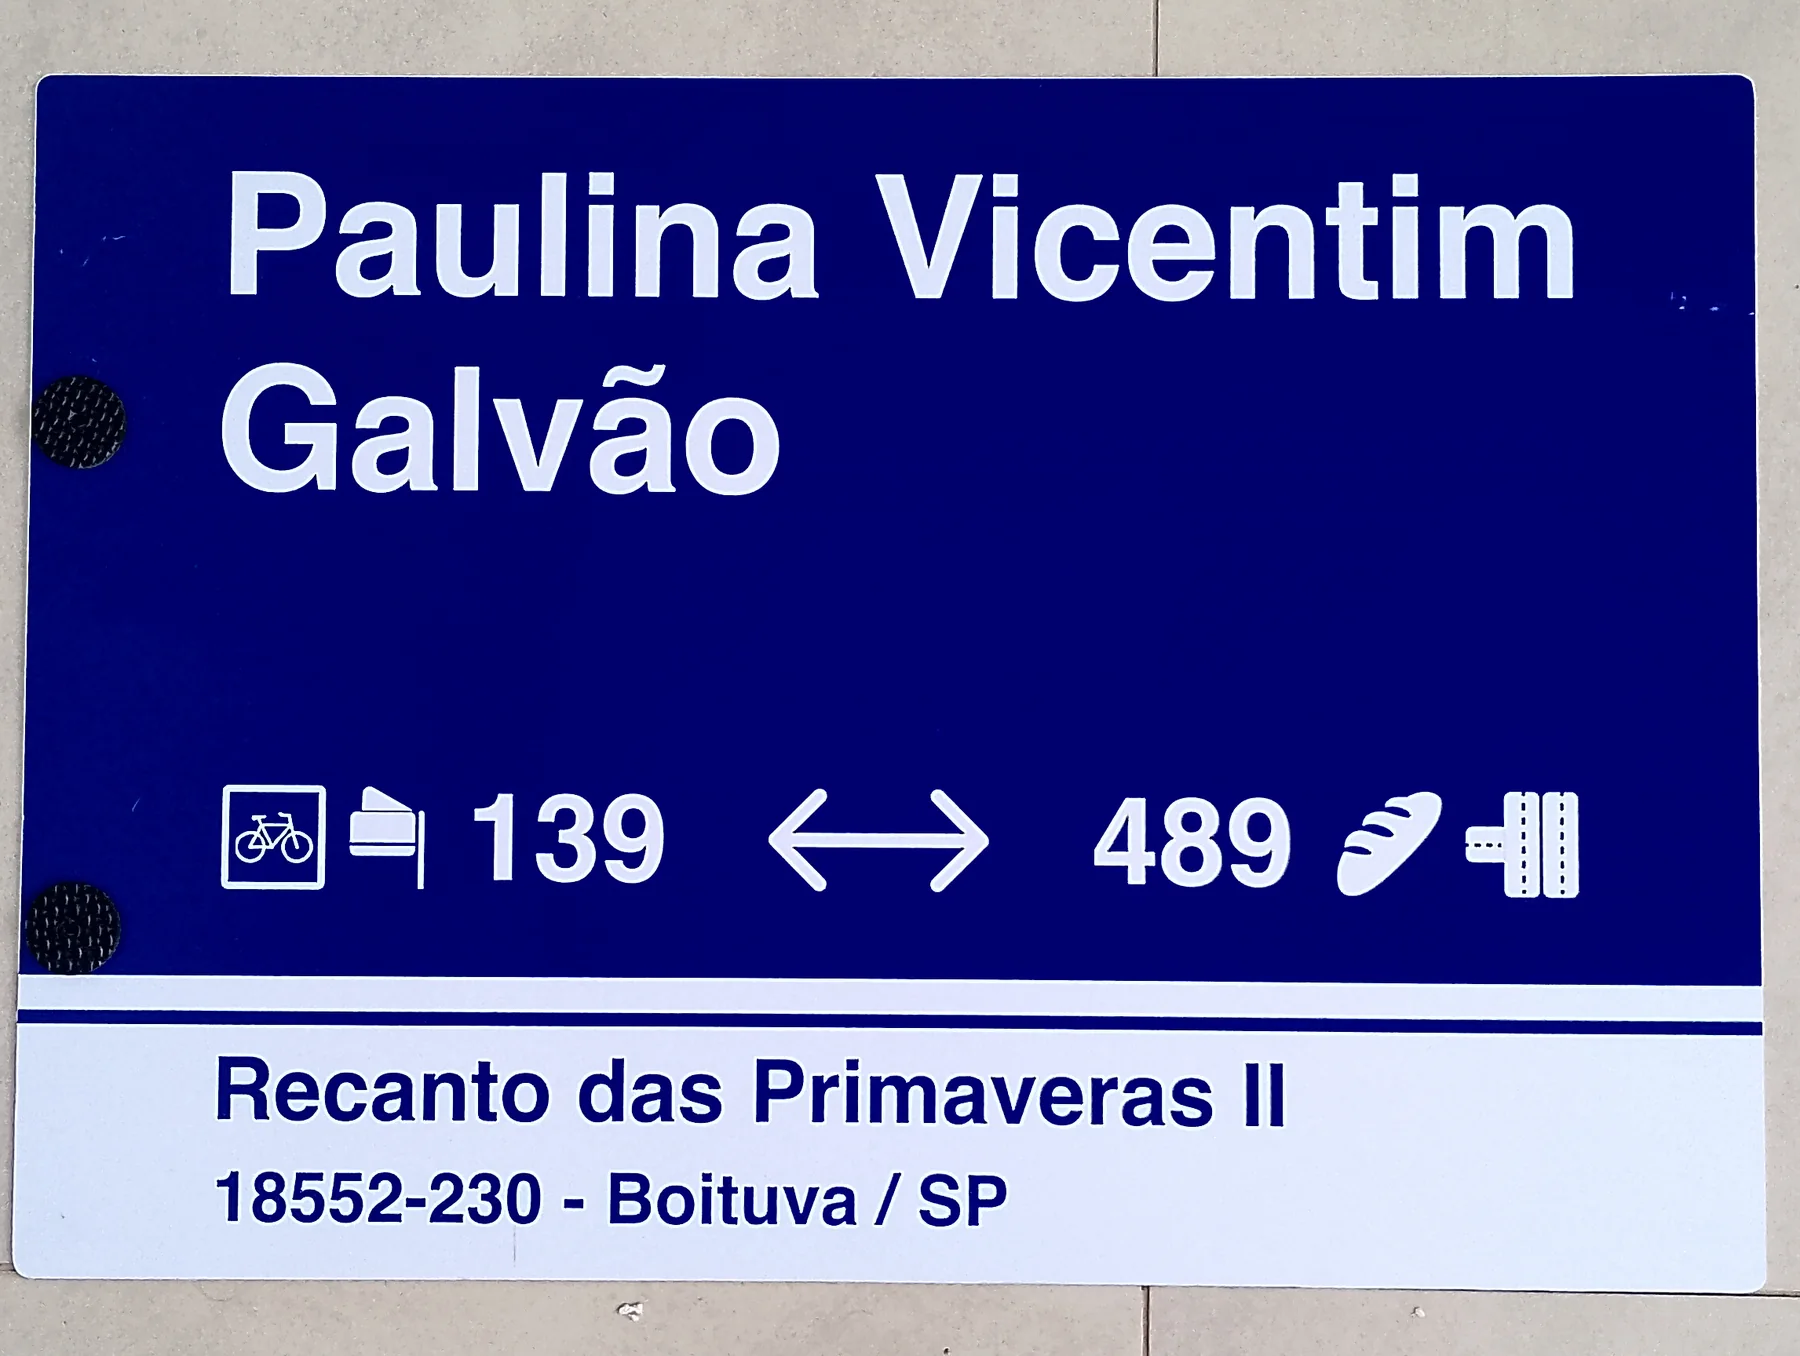 Paulina Vicentim
Galvão
139 ↔ 489
Recanto das Primaveras II
18552-230 - Boituva / SP